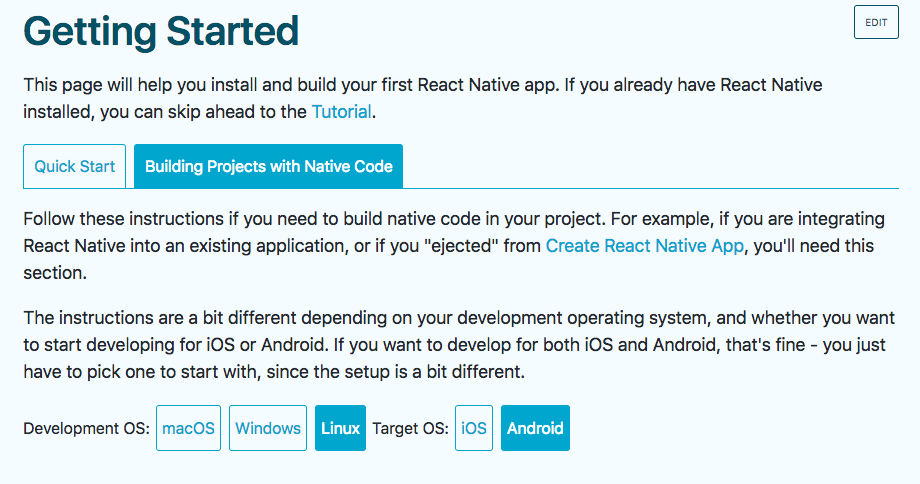 Getting Started
EDIT
This page will help you install and build your first React Native app. If you already have React Native
installed, you can skip ahead to the Tutorial.
Quick Start
Building Projects with Native Code
Follow these instructions if you need to build native code in your project. For example, if you are integrating
React Native into an existing application, or if you "ejected" from Create React Native App, you'll need this
section.
The instructions are a bit different depending on your development operating system, and whether you want
to start developing for iOS or Android. If you want to develop for both iOS and Android, that's fine - you just
have to pick one to start with, since the setup is a bit different.
Development OS: macOS Windows Linux Target OS: iOS Android